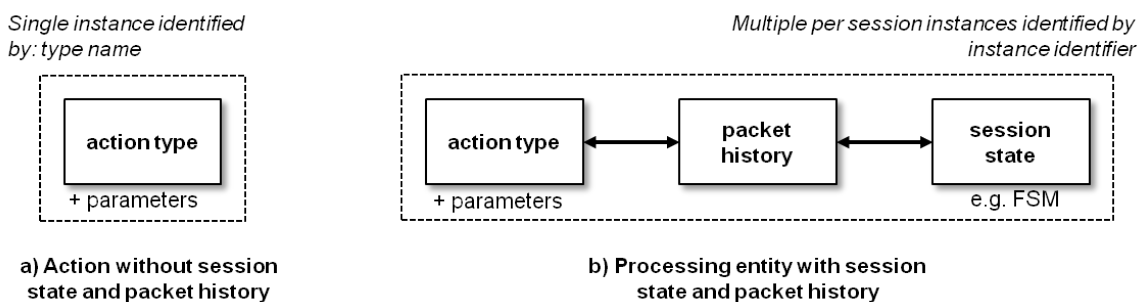 Single instance identified
by: type name
action type
+ parameters
a) Action without session
state and packet history
Multiple per session instances identified by
instance identifier
action type
+ parameters
packet
history
session
state
e.g. FSM
b) Processing entity with session
state and packet history